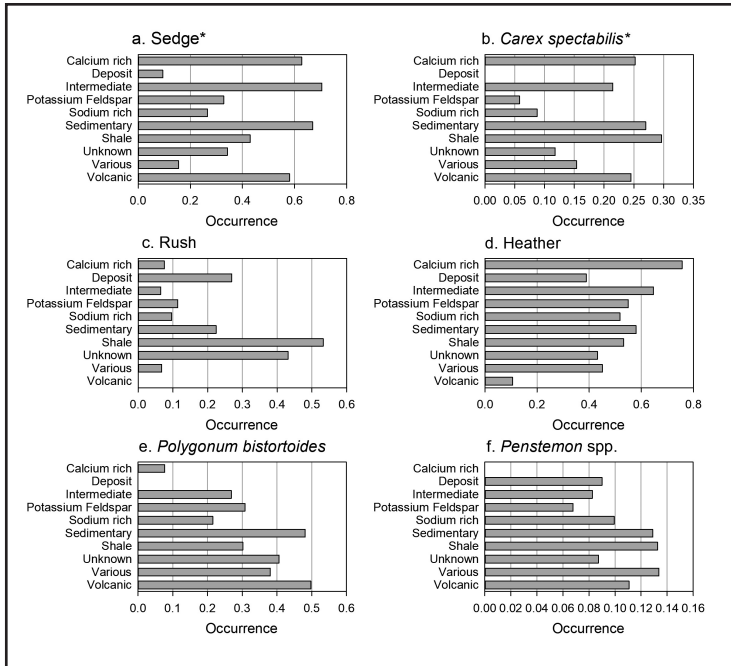 a. Sedge*
Calcium rich
Deposit
Intermediate
Potassium Feldspar
Sodium rich
Sedimentary
Shale
Unknown
Various
Volcanic
0.0 0.2 0.4 0.6 0.8
Occurrence
b. Carex spectabilis*
Calcium rich
Deposit
Intermediate
Potassium Feldspar
Sodium rich
Sedimentary
Shale
Unknown
Various
Volcanic
0.00 0.05 0.10 0.15 0.20 0.25 0.30 0.35
Occurrence
c. Rush
Calcium rich
Deposit
Intermediate
Potassium Feldspar
Sodium rich
Sedimentary
Shale
Unknown
Various
Volcanic
0.0 0.1 0.2 0.3 0.4 0.5 0.6
Occurrence
d. Heather
Calcium rich
Deposit
Intermediate
Potassium Feldspar
Sodium rich
Sedimentary
Shale
Unknown
Various
Volcanic
0.0 0.2 0.4 0.6 0.8
Occurrence
e. Polygonum bistortoides
Calcium rich
Deposit
Intermediate
Potassium Feldspar
Sodium rich
Sedimentary
Shale
Unknown
Various
Volcanic
0.0 0.1 0.2 0.3 0.4 0.5 0.6
Occurrence
f. Penstemon spp.
Calcium rich
Deposit
Intermediate
Potassium Feldspar
Sodium rich
Sedimentary
Shale
Unknown
Various
Volcanic
0.00 0.02 0.04 0.06 0.08 0.10 0.12 0.14 0.16
Occurrence